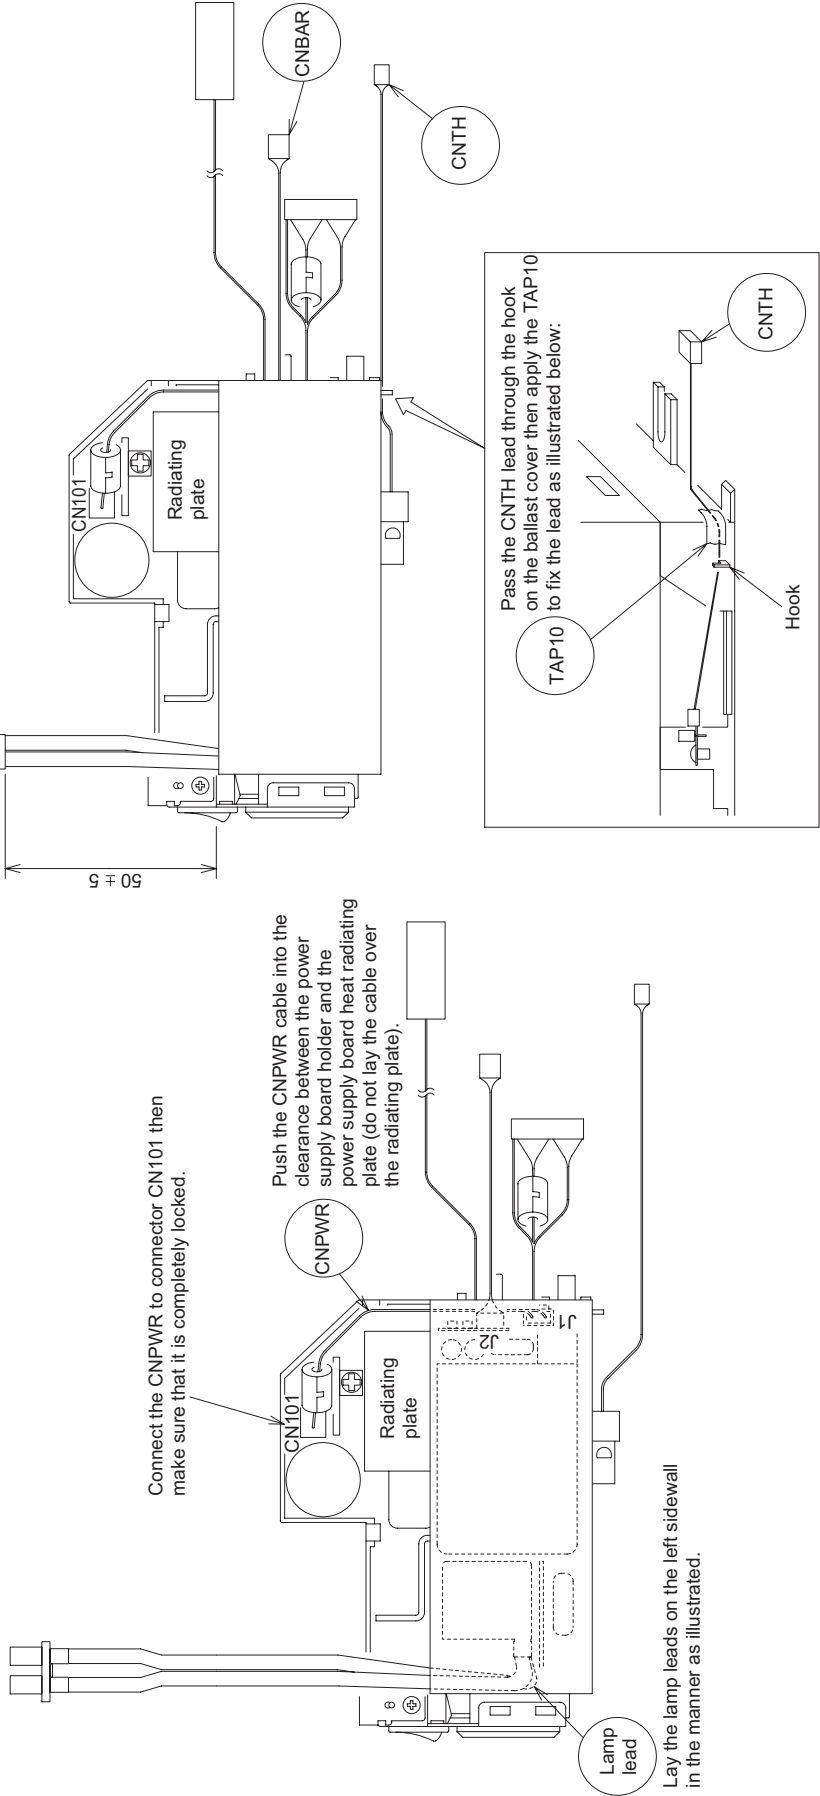 Connect the CNPWR to connector CN101 then
make sure that it is completely locked.
Push the CNPWR cable into the
clearance between the power
supply board holder and the
power supply board heat radiating
plate (do not lay the cable over
the radiating plate).
CNPWR
CN101
Radiating
plate
J2
J1
D
8
Lamp
lead
Lay the lamp leads on the left sidewall
in the manner as illustrated.
50 ± 5
CN101
Radiating
plate
8
D
CNBAR
CNTH
Pass the CNTH lead through the hook
on the ballast cover then apply the TAP10
to fix the lead as illustrated below:
TAP10
Hook
CNTH